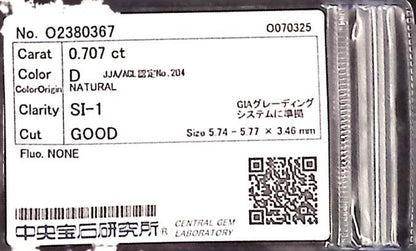 No. O2380367 O070325
Carat 0.707 ct
Color D JJA/AGL認定No.204
ColorOrigin NATURAL
Clarity SI-1 GIAグレーディング
システムに準拠
Cut GOOD Size 5.74 - 5.77 × 3.46 mm
Fluo. NONE
中央宝石研究所® CENTRAL GEM
LABORATORY